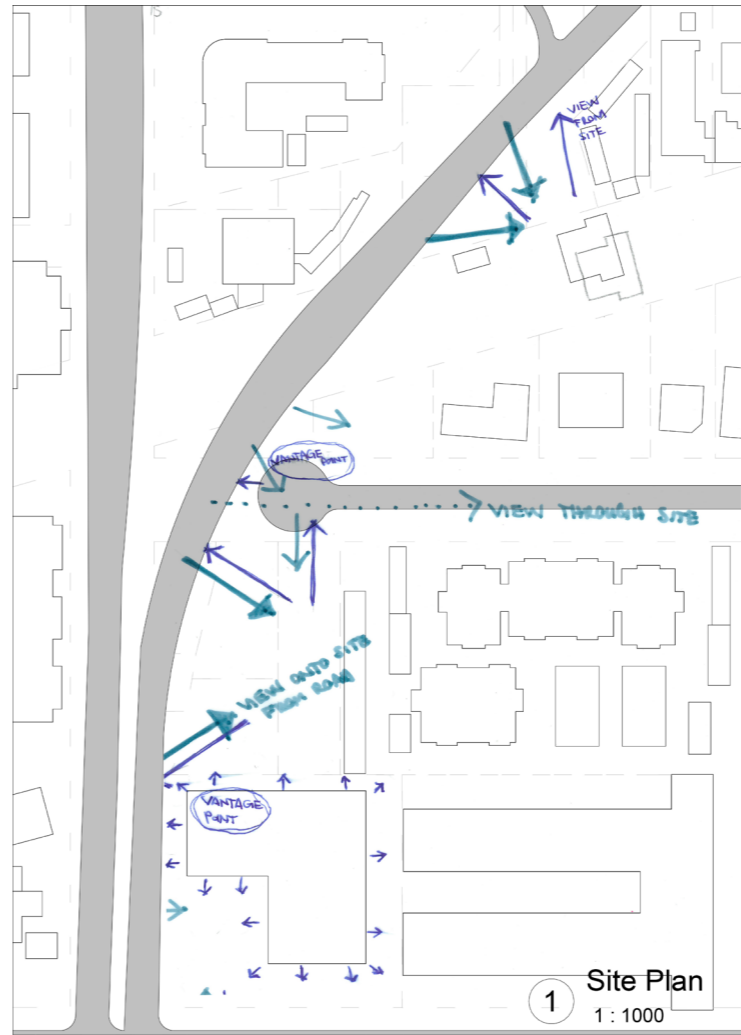 VIEW
FROM
SITE
VANTAGE
POINT
VIEW THROUGH SITE
VIEW ONTO SITE
FROM ROAD
VANTAGE
POINT
1
Site Plan
1 : 1000